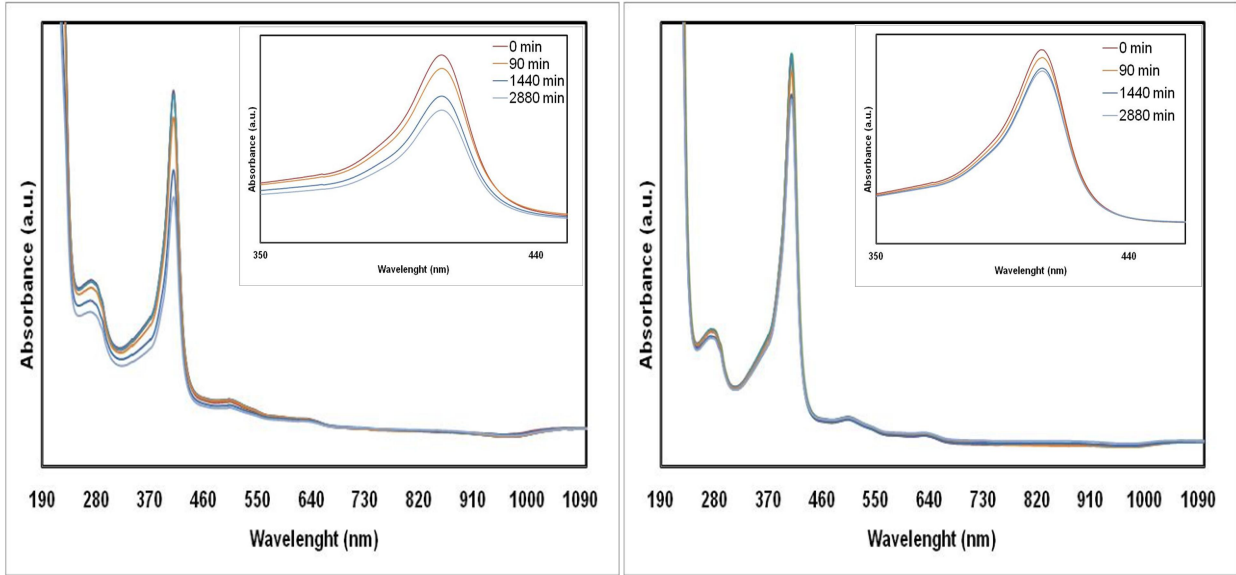 Absorbance (a.u.)
Absorbance (a.u.)
0 min
90 min
1440 min
2880 min
350
440
Wavelenght (nm)
190 280 370 460 550 640 730 820 910 1000 1090
Wavelenght (nm)
Absorbance (a.u.)
Absorbance (a.u.)
0 min
90 min
1440 min
2880 min
350
440
Wavelenght (nm)
190 280 370 460 550 640 730 820 910 1000 1090
Wavelenght (nm)